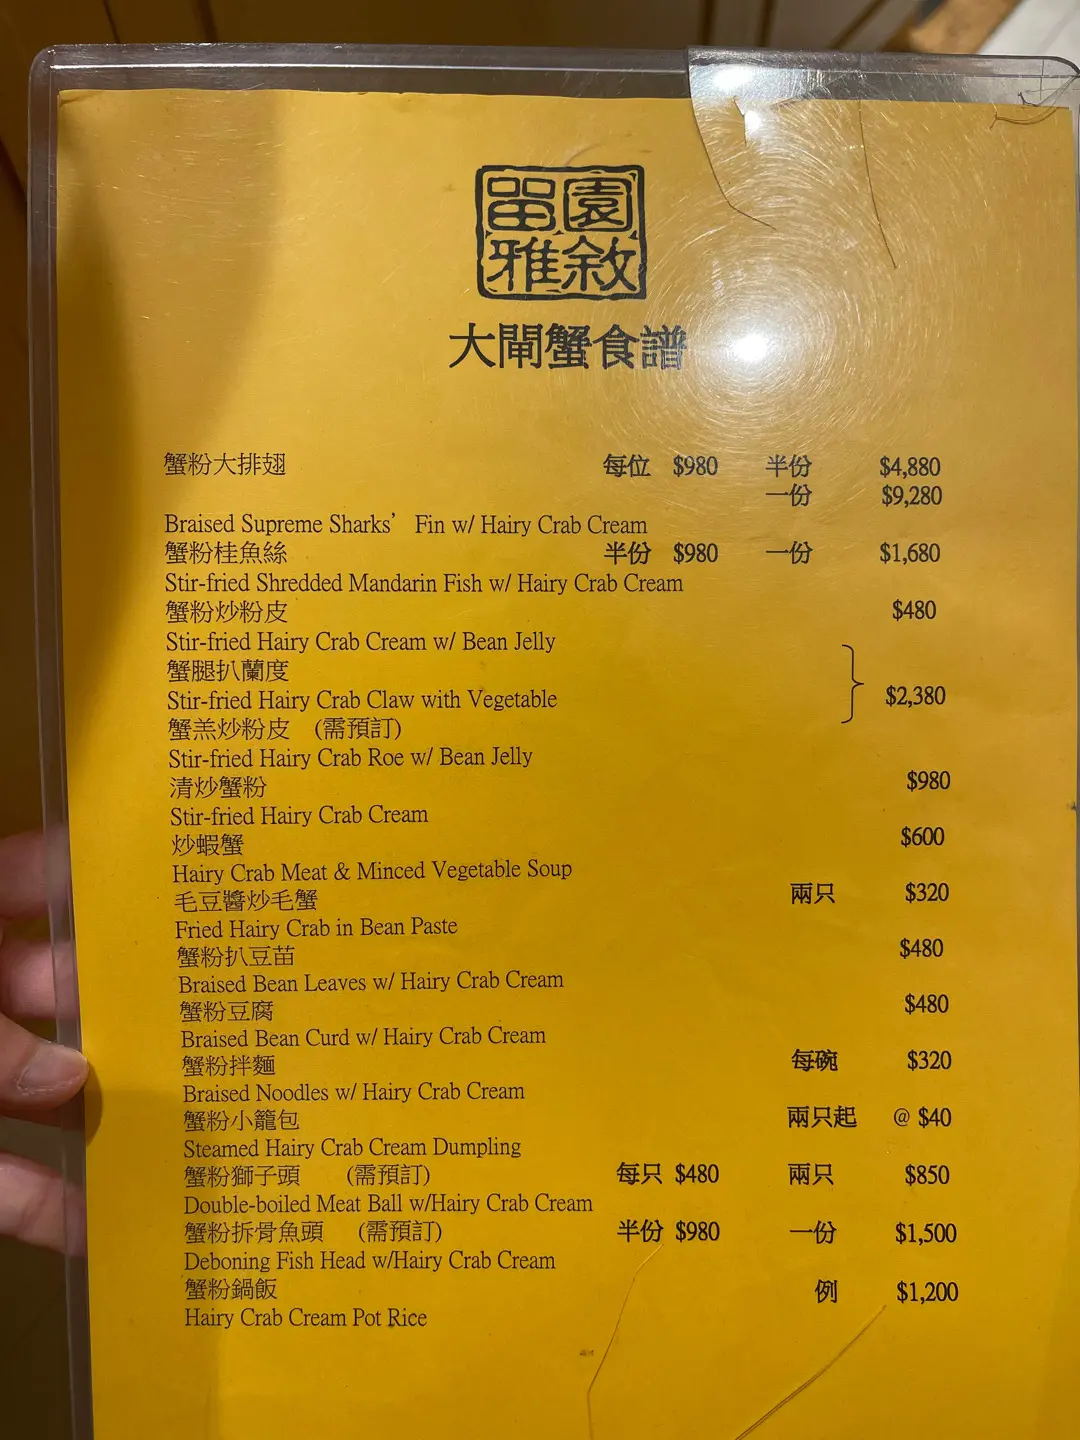 留園
雅敘
大閘蟹食譜
蟹粉大排翅 每位 $980 半份 $4,880
一份 $9,280
Braised Supreme Sharks’ Fin w/ Hairy Crab Cream
蟹粉桂魚絲 半份 $980 一份 $1,680
Stir-fried Shredded Mandarin Fish w/ Hairy Crab Cream
蟹粉炒粉皮 $480
Stir-fried Hairy Crab Cream w/ Bean Jelly
蟹腿扒蘭度
Stir-fried Hairy Crab Claw with Vegetable $2,380
蟹羔炒粉皮 (需預訂)
Stir-fried Hairy Crab Roe w/ Bean Jelly
清炒蟹粉 $980
Stir-fried Hairy Crab Cream
炒蝦蟹 $600
Hairy Crab Meat & Minced Vegetable Soup
毛豆醬炒毛蟹 兩只 $320
Fried Hairy Crab in Bean Paste
蟹粉扒豆苗 $480
Braised Bean Leaves w/ Hairy Crab Cream
蟹粉豆腐 $480
Braised Bean Curd w/ Hairy Crab Cream
蟹粉拌麵 每碗 $320
Braised Noodles w/ Hairy Crab Cream
蟹粉小籠包 兩只起 @ $40
Steamed Hairy Crab Cream Dumpling
蟹粉獅子頭 (需預訂) 每只 $480 兩只 $850
Double-boiled Meat Ball w/Hairy Crab Cream
蟹粉拆骨魚頭 (需預訂) 半份 $980 一份 $1,500
Deboning Fish Head w/Hairy Crab Cream
蟹粉鍋飯 例 $1,200
Hairy Crab Cream Pot Rice